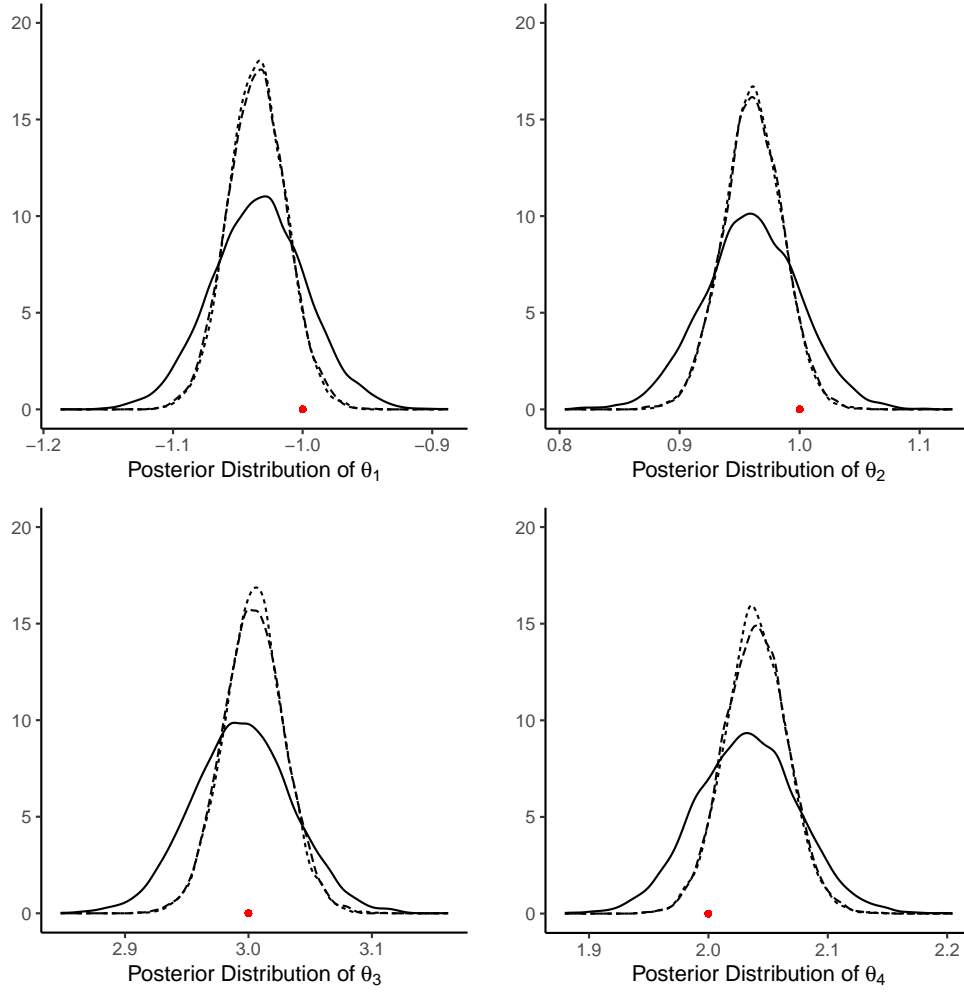 20
15
10
5
0
−1.2 −1.1 −1.0 −0.9
Posterior Distribution of θ1
20
15
10
5
0
0.8 0.9 1.0 1.1
Posterior Distribution of θ2
20
15
10
5
0
2.9 3.0 3.1
Posterior Distribution of θ3
20
15
10
5
0
1.9 2.0 2.1 2.2
Posterior Distribution of θ4